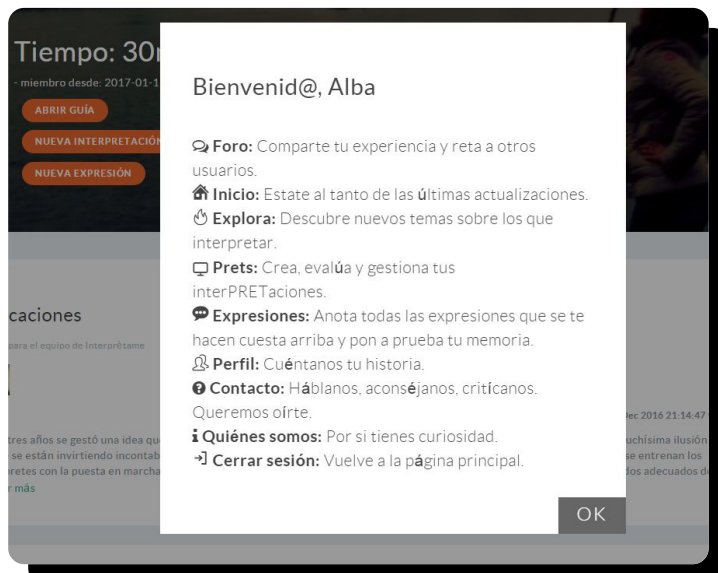 Tiempo: 30
- miembro desde: 2017-01-1
ABRIR GUÍA
NUEVA INTERPRETACIÓN
NUEVA EXPRESIÓN
Bienvenid@, Alba
Foro: Comparte tu experiencia y reta a otros
usuarios.
Inicio: Estate al tanto de las últimas actualizaciones.
Explora: Descubre nuevos temas sobre los que
interpretar.
Prets: Crea, evalúa y gestiona tus
interPRETaciones.
Expresiones: Anota todas las expresiones que se te
hacen cuesta arriba y pon a prueba tu memoria.
Perfil: Cuéntanos tu historia.
Contacto: Háblanos, aconséjanos, critícanos.
Queremos oírte.
Quiénes somos: Por si tienes curiosidad.
Cerrar sesión: Vuelve a la página principal.
OK
caciones
para el equipo de Interprêtame
Dec 2016 21:14:47
tres años se gestó una idea qu
se están invirtiendo incontab
pretes con la puesta en marcha
r más
uchísima ilusión
se entrenan los
dos adecuados d